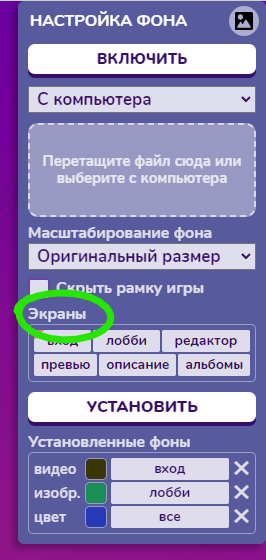 НАСТРОЙКА ФОНА
ВКЛЮЧИТЬ
С компьютера
Перетащите файл сюда или
выберите с компьютера
Масштабирование фона
Оригинальный размер
Скрыть рамку игры
Экраны
вход лобби редактор
превью описание альбомы
УСТАНОВИТЬ
Установленные фоны
видео вход
изобр. лобби
цвет все